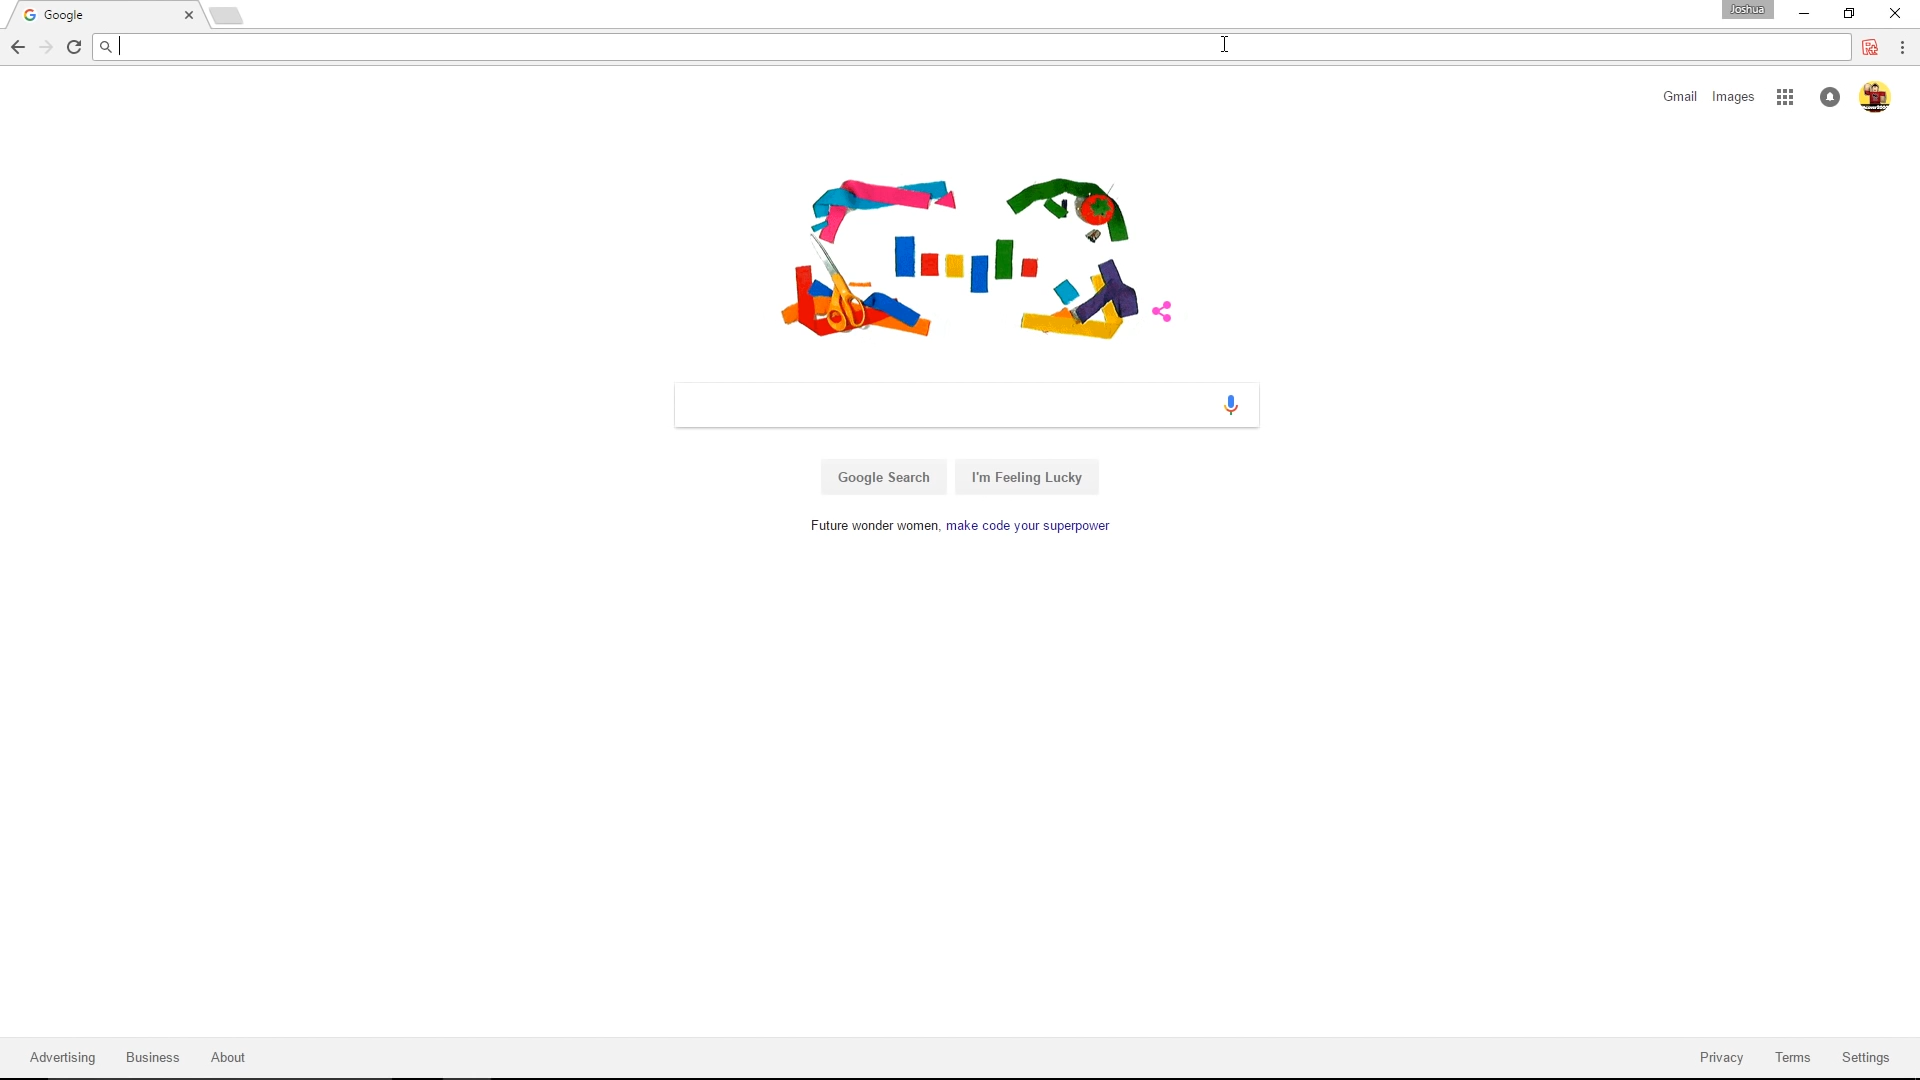 Google
Joshua
Gmail Images
Google Search I'm Feeling Lucky
Future wonder women, make code your superpower
Advertising Business About Privacy Terms Settings